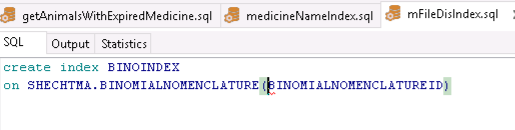 getAnimalsWithExpiredMedicine.sql medicineNameIndex.sql mFileDisIndex.sql
SQL Output Statistics
create index BINOINDEX
on SHECHTMA.BINOMIALNOMENCLATURE(BINOMIALNOMENCLATUREID)